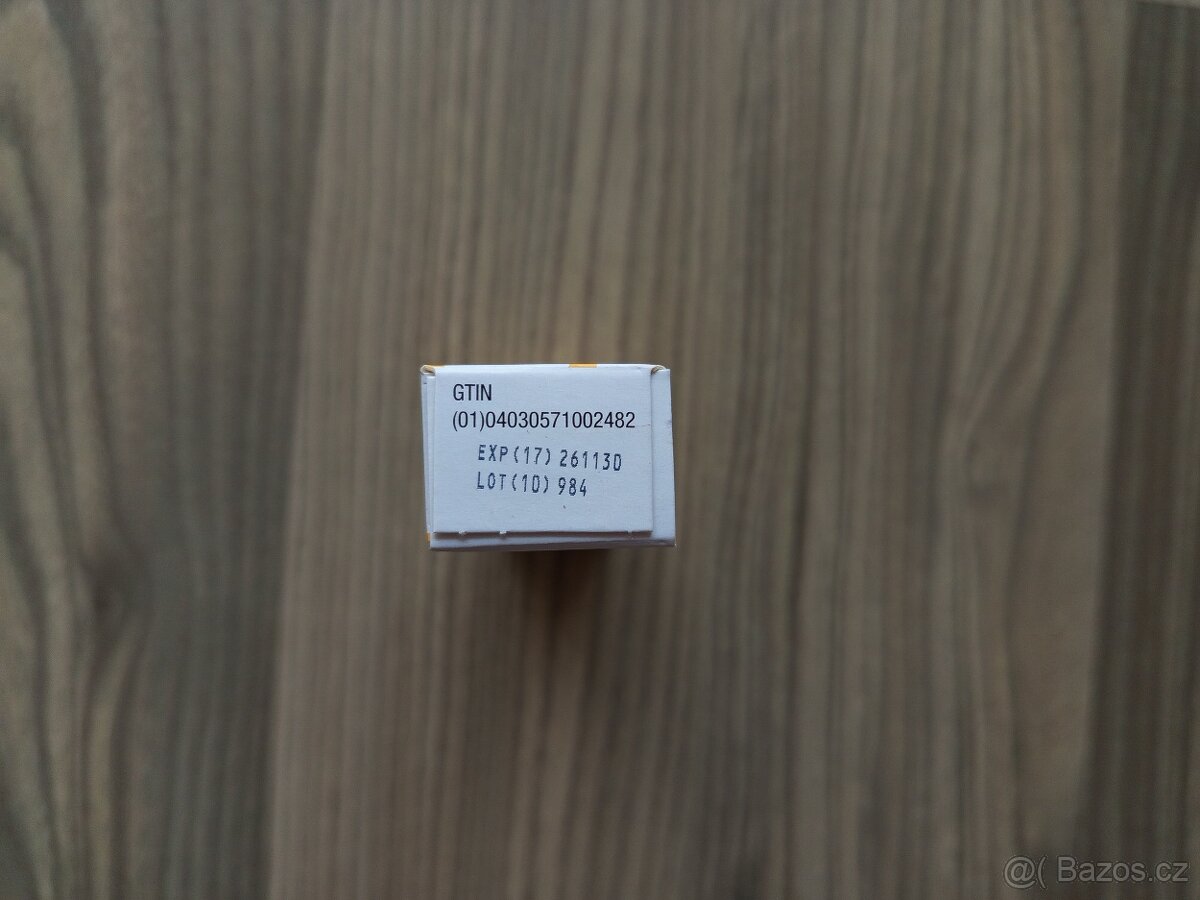 GTIN
(01)04030571002482
EXP(17) 261130
LOT(10) 984
@( Bazos.cz